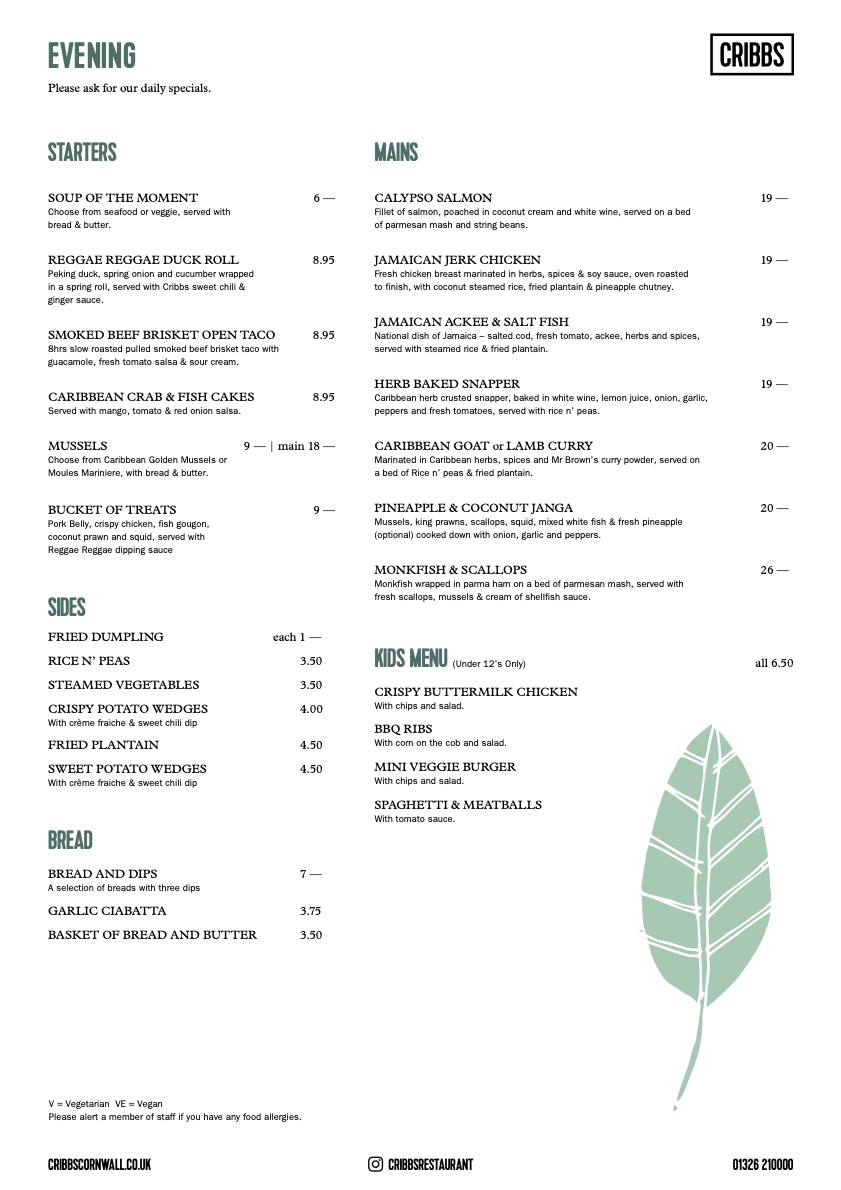 EVENING
CRIBBS
Please ask for our daily specials.
STARTERS
SOUP OF THE MOMENT 6 —
Choose from seafood or veggie, served with
bread & butter.
REGGAE REGGAE DUCK ROLL 8.95
Peking duck, spring onion and cucumber wrapped
in a spring roll, served with Cribbs sweet chili &
ginger sauce.
SMOKED BEEF BRISKET OPEN TACO 8.95
8hrs slow roasted pulled smoked beef brisket taco with
guacamole, fresh tomato salsa & sour cream.
CARIBBEAN CRAB & FISH CAKES 8.95
Served with mango, tomato & red onion salsa.
MUSSELS 9 — | main 18 —
Choose from Caribbean Golden Mussels or
Moules Mariniere, with bread & butter.
BUCKET OF TREATS 9 —
Pork Belly, crispy chicken, fish gougon,
coconut prawn and squid, served with
Reggae Reggae dipping sauce
SIDES
FRIED DUMPLING each 1 —
RICE N' PEAS 3.50
STEAMED VEGETABLES 3.50
CRISPY POTATO WEDGES 4.00
With crème fraiche & sweet chili dip
FRIED PLANTAIN 4.50
SWEET POTATO WEDGES 4.50
With crème fraiche & sweet chili dip
BREAD
BREAD AND DIPS 7 —
A selection of breads with three dips
GARLIC CIABATTA 3.75
BASKET OF BREAD AND BUTTER 3.50
MAINS
CALYPSO SALMON 19 —
Fillet of salmon, poached in coconut cream and white wine, served on a bed
of parmesan mash and string beans.
JAMAICAN JERK CHICKEN 19 —
Fresh chicken breast marinated in herbs, spices & soy sauce, oven roasted
to finish, with coconut steamed rice, fried plantain & pineapple chutney.
JAMAICAN ACKEE & SALT FISH 19 —
National dish of Jamaica – salted cod, fresh tomato, ackee, herbs and spices,
served with steamed rice & fried plantain.
HERB BAKED SNAPPER 19 —
Caribbean herb crusted snapper, baked in white wine, lemon juice, onion, garlic,
peppers and fresh tomatoes, served with rice n' peas.
CARIBBEAN GOAT or LAMB CURRY 20 —
Marinated in Caribbean herbs, spices and Mr Brown's curry powder, served on
a bed of Rice n' peas & fried plantain.
PINEAPPLE & COCONUT JANGA 20 —
Mussels, king prawns, scallops, squid, mixed white fish & fresh pineapple
(optional) cooked down with onion, garlic and peppers.
MONKFISH & SCALLOPS 26 —
Monkfish wrapped in parma ham on a bed of parmesan mash, served with
fresh scallops, mussels & cream of shellfish sauce.
KIDS MENU (Under 12's Only) all 6.50
CRISPY BUTTERMILK CHICKEN
With chips and salad.
BBQ RIBS
With corn on the cob and salad.
MINI VEGGIE BURGER
With chips and salad.
SPAGHETTI & MEATBALLS
With tomato sauce.
V = Vegetarian VE = Vegan
Please alert a member of staff if you have any food allergies.
CRIBBSCORNWALL.CO.UK
CRIBBSRESTAURANT
01326 210000